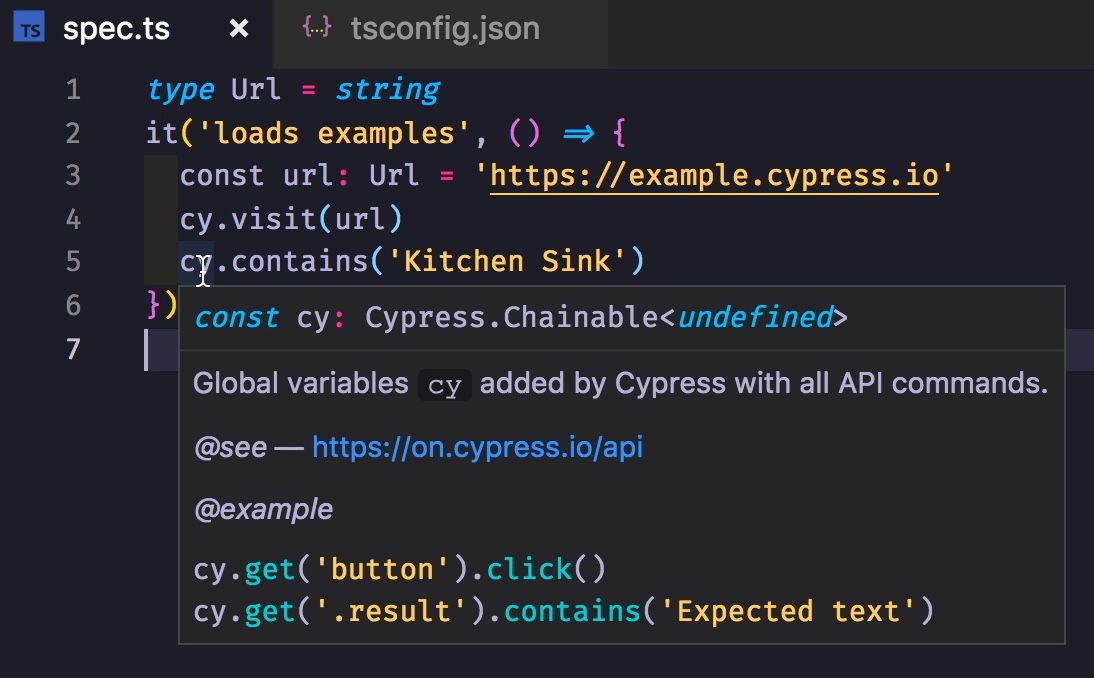 TS spec.ts × {..} tsconfig.json
1 type Url = string
2 it('loads examples', () => {
3 const url: Url = 'https://example.cypress.io'
4 cy.visit(url)
5 cy.contains('Kitchen Sink')
6 })
7
const cy: Cypress.Chainable<undefined>
Global variables cy added by Cypress with all API commands.
@see — https://on.cypress.io/api
@example
cy.get('button').click()
cy.get('.result').contains('Expected text')